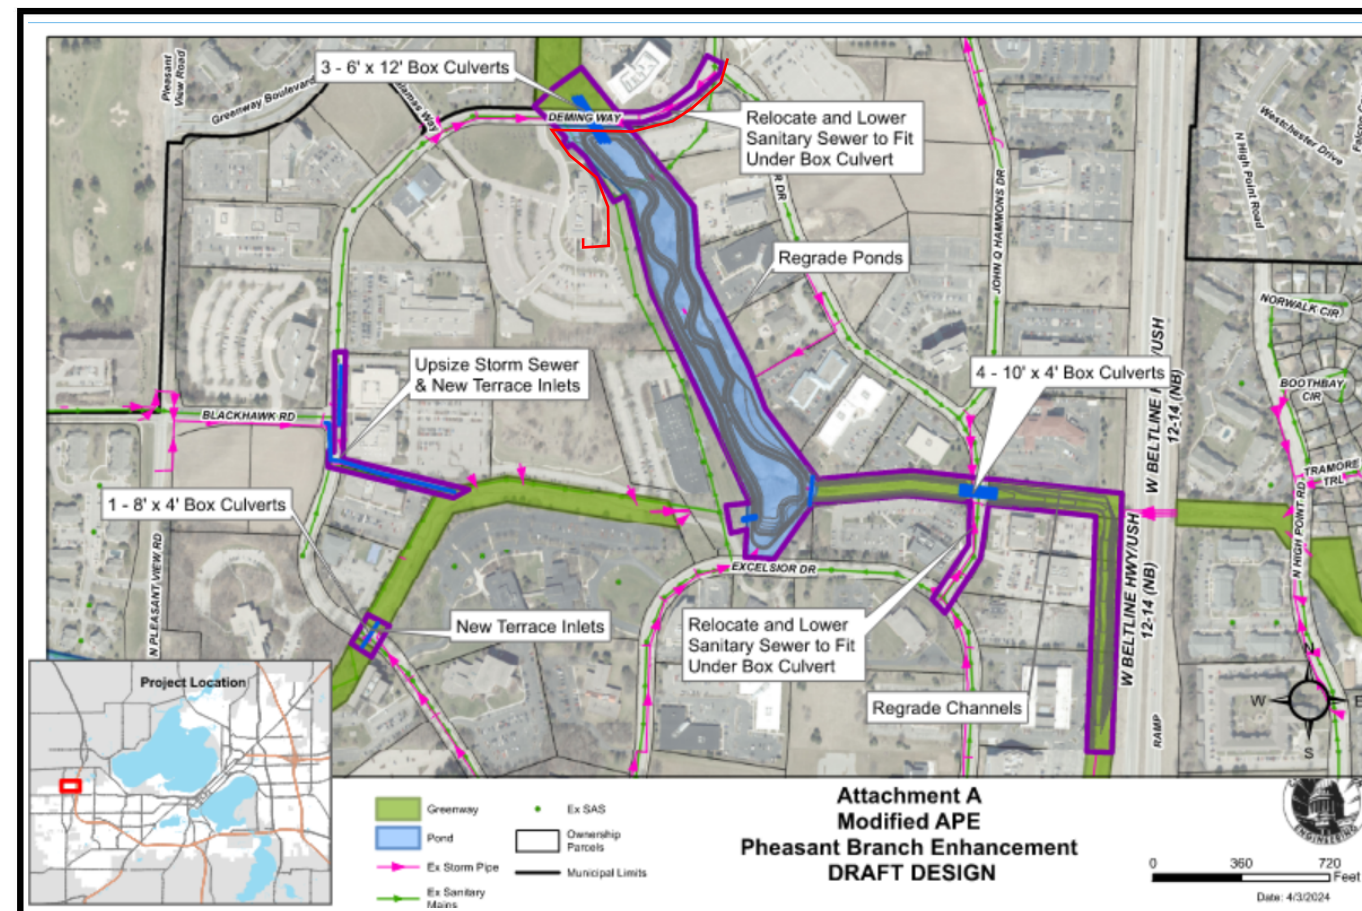 Pleasant
View Road
Greenway Boulevard
3 - 6' x 12' Box Culverts
DEMING WAY
Relocate and Lower
Sanitary Sewer to Fit
Under Box Culvert
R DR
JOHN Q HAMMONS DR
N High Point Road
Westchester Drive
Regrade Ponds
NORWALK CIR
Upsize Storm Sewer
& New Terrace Inlets
4 - 10' x 4' Box Culverts
W BELTLINE H
/USH
12-14 (NB)
BOOTHBAY
CIR
BLACKHAWK RD
TRAMORE
TRL
1 - 8' x 4' Box Culverts
N PLEASANT VIEW RD
EXCELSIOR DR
W BELTLINE HWY/USH
12-14 (NB)
N HIGH POINT RD
New Terrace Inlets
Relocate and Lower
Sanitary Sewer to Fit
Under Box Culvert
Regrade Channels
RAMP
N
W
E
S
Project Location
Greenway
Pond
Ex Storm Pipe
Ex Sanitary
Mains
Ex SAS
Ownership
Parcels
Municipal Limits
Attachment A
Modified APE
Pheasant Branch Enhancement
DRAFT DESIGN
ENGINEERING
0 360 720
Feet
Date: 4/3/2024